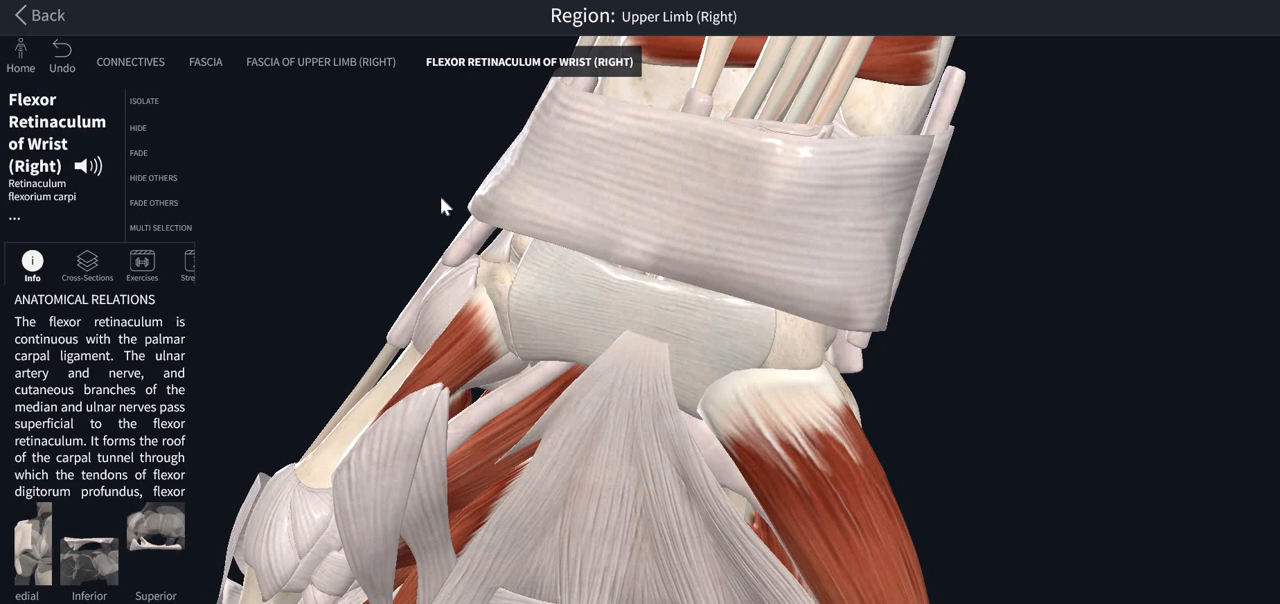 Back
Region: Upper Limb (Right)
Home
Undo
CONNECTIVES
FASCIA
FASCIA OF UPPER LIMB (RIGHT)
FLEXOR RETINACULUM OF WRIST (RIGHT)
Flexor
Retinaculum
of Wrist
(Right)
Retinaculum
flexorium carpi
...
ISOLATE
HIDE
FADE
HIDE OTHERS
FADE OTHERS
MULTI SELECTION
Info
Cross-Sections
Exercises
Stre
ANATOMICAL RELATIONS
The flexor retinaculum is
continuous with the palmar
carpal ligament. The ulnar
artery and nerve, and
cutaneous branches of the
median and ulnar nerves pass
superficial to the flexor
retinaculum. It forms the roof
of the carpal tunnel through
which the tendons of flexor
digitorum profundus, flexor
edial
Inferior
Superior